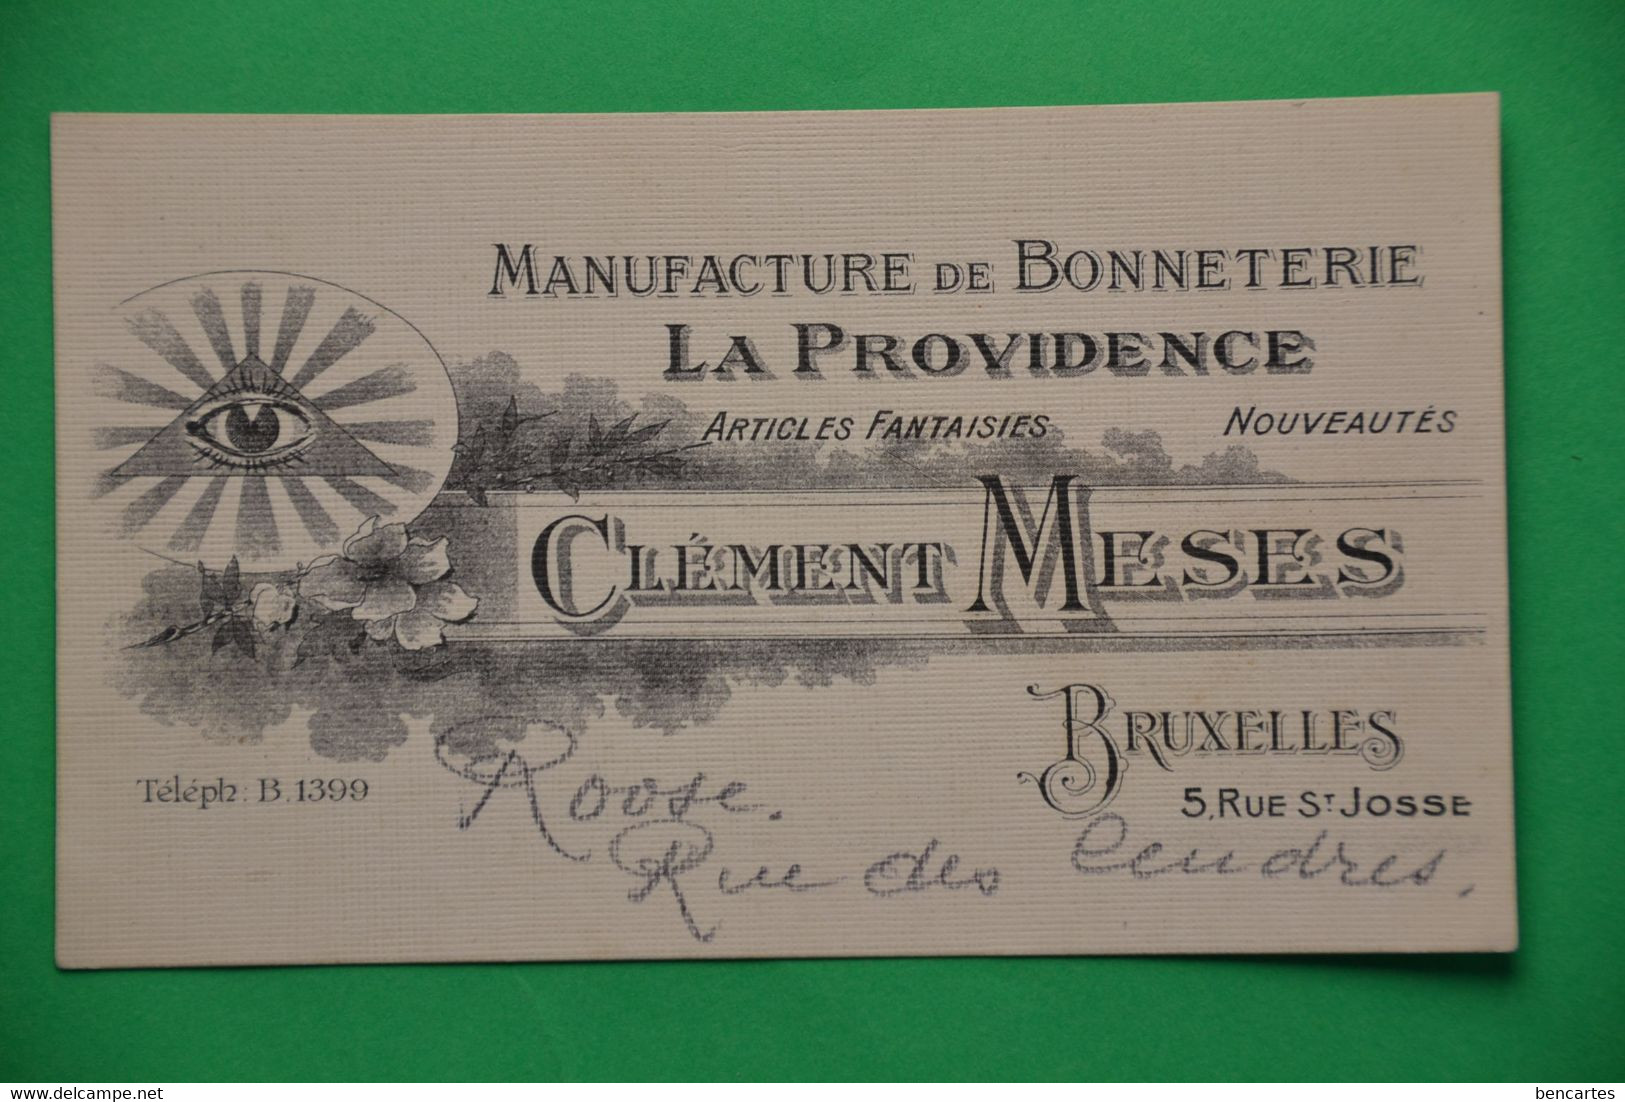 MANUFACTURE DE BONNETERIE
LA PROVIDENCE
ARTICLES FANTAISIES NOUVEAUTÉS
CLÉMENT MESES
BRUXELLES
5, RUE ST JOSSE
Téléph: B. 1399
Roose.
Rue des Cendres.
delcampe.net
bencartes